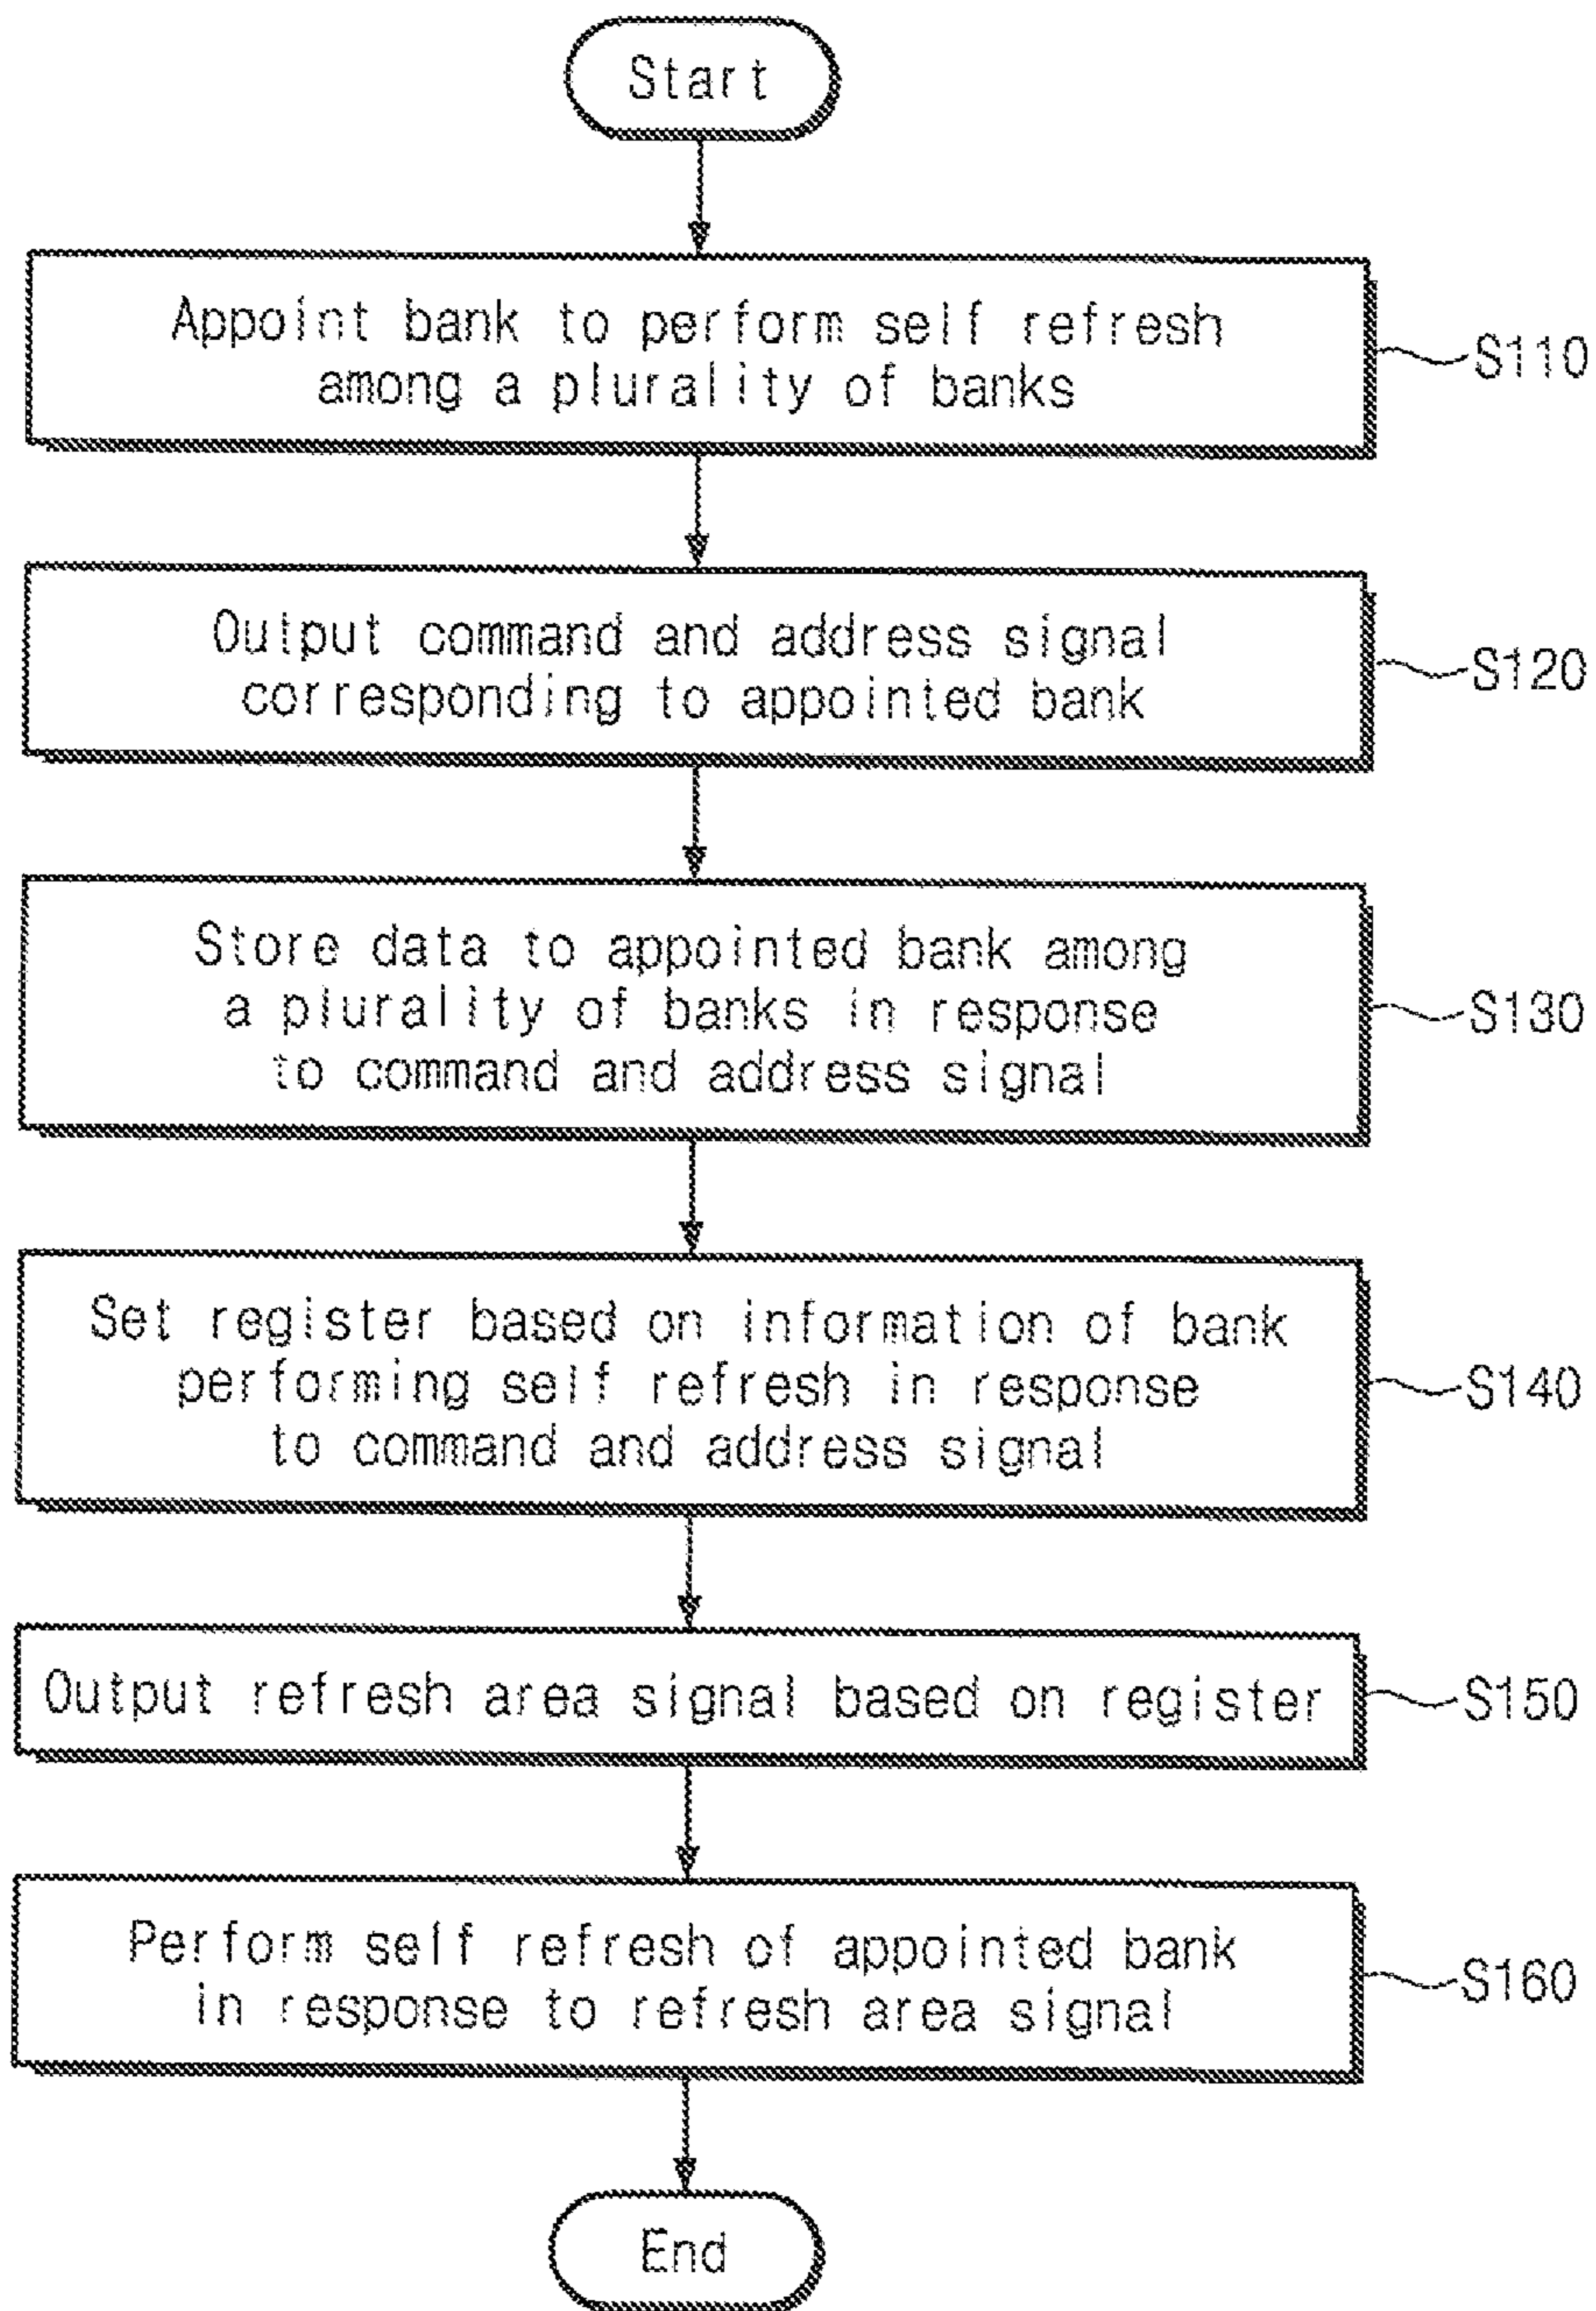 Start
Appoint bank to perform self refresh
among a plurality of banks
S110
Output command and address signal
corresponding to appointed bank
S120
Store data to appointed bank among
a plurality of banks in response
to command and address signal
S130
Set register based on information of bank
performing self refresh in response
to command and address signal
S140
Output refresh area signal based on register
S150
Perform self refresh of appointed bank
in response to refresh area signal
S160
End